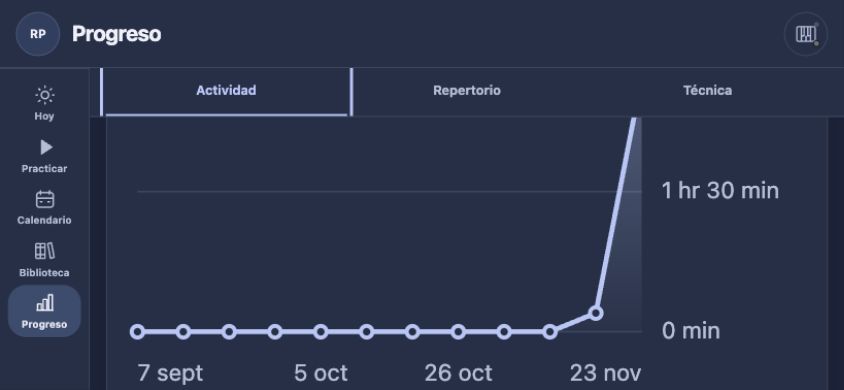 RP
Progreso
Hoy
Practicar
Calendario
Biblioteca
Progreso
Actividad
Repertorio
Técnica
1 hr 30 min
0 min
7 sept
5 oct
26 oct
23 nov